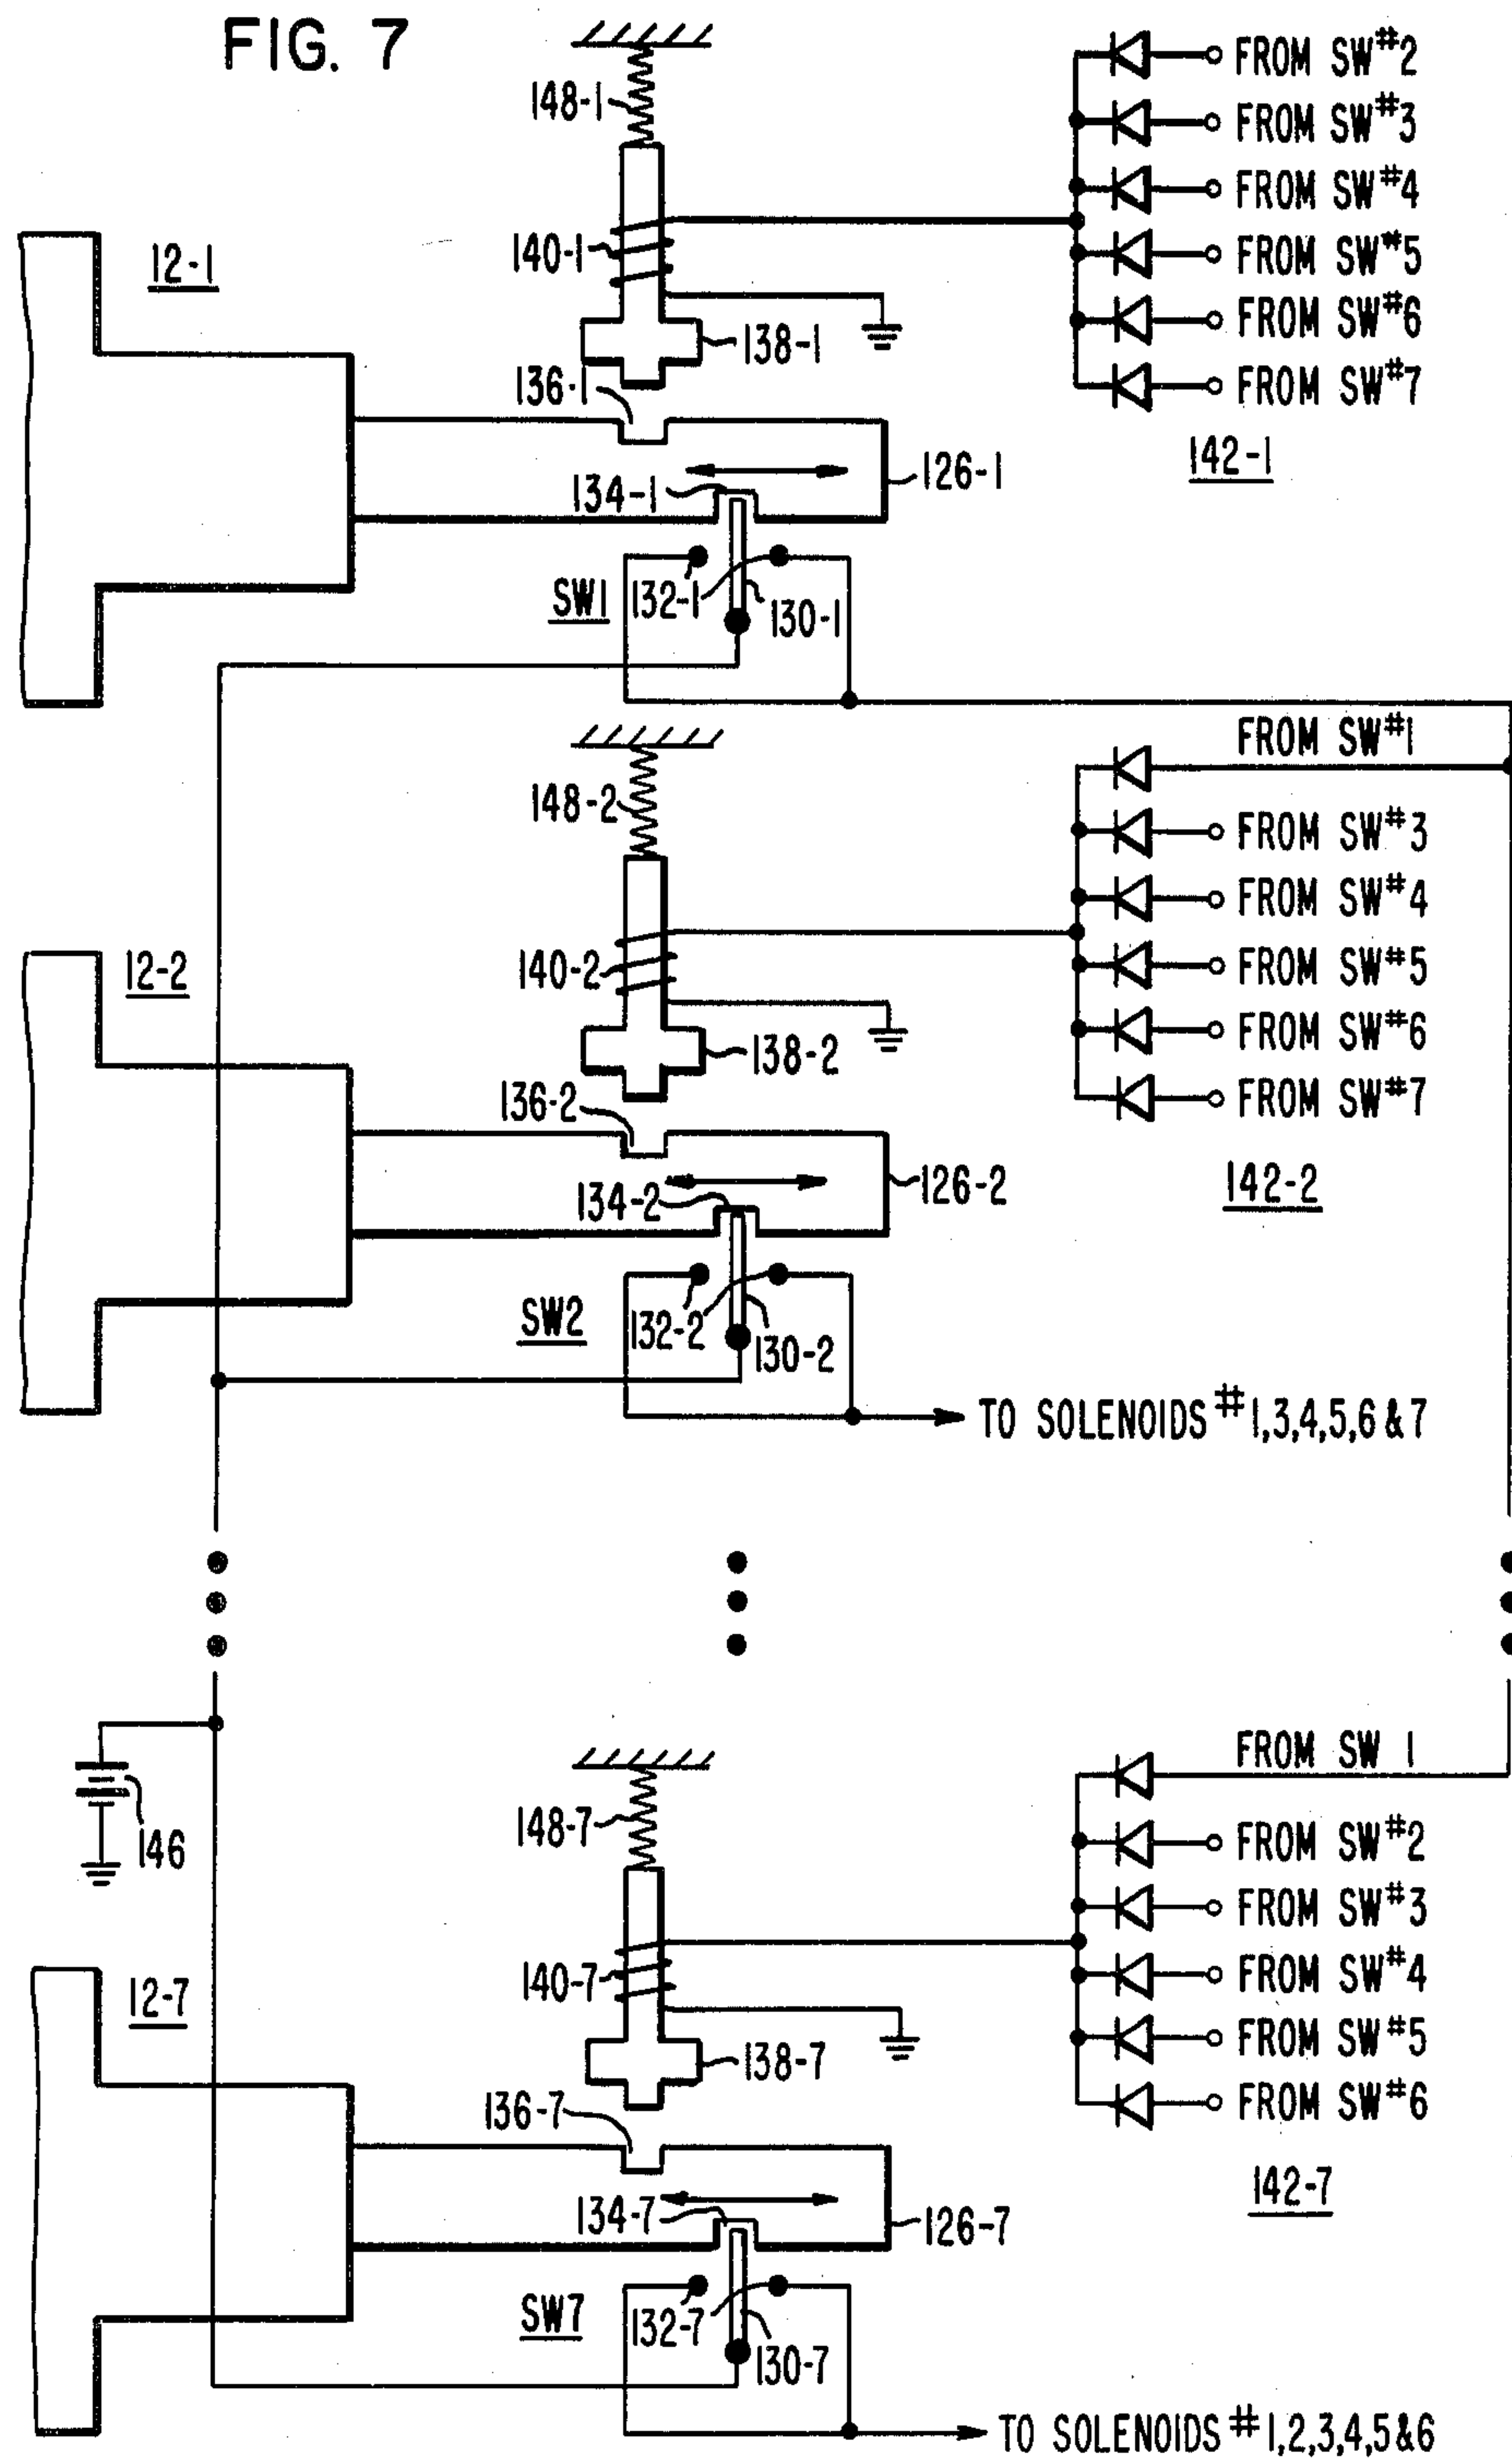 FIG. 7
148-1
FROM SW#2
FROM SW#3
FROM SW#4
FROM SW#5
FROM SW#6
FROM SW#7
142-1
12-1
140-1
138-1
136-1
134-1
126-1
SW1
132-1
130-1
148-2
FROM SW#1
FROM SW#3
FROM SW#4
FROM SW#5
FROM SW#6
FROM SW#7
142-2
12-2
140-2
138-2
136-2
134-2
126-2
SW2
132-2
130-2
TO SOLENOIDS #1,3,4,5,6 & 7
146
148-7
FROM SW 1
FROM SW#2
FROM SW#3
FROM SW#4
FROM SW#5
FROM SW#6
142-7
12-7
140-7
138-7
136-7
134-7
126-7
SW7
132-7
130-7
TO SOLENOIDS #1,2,3,4,5&6